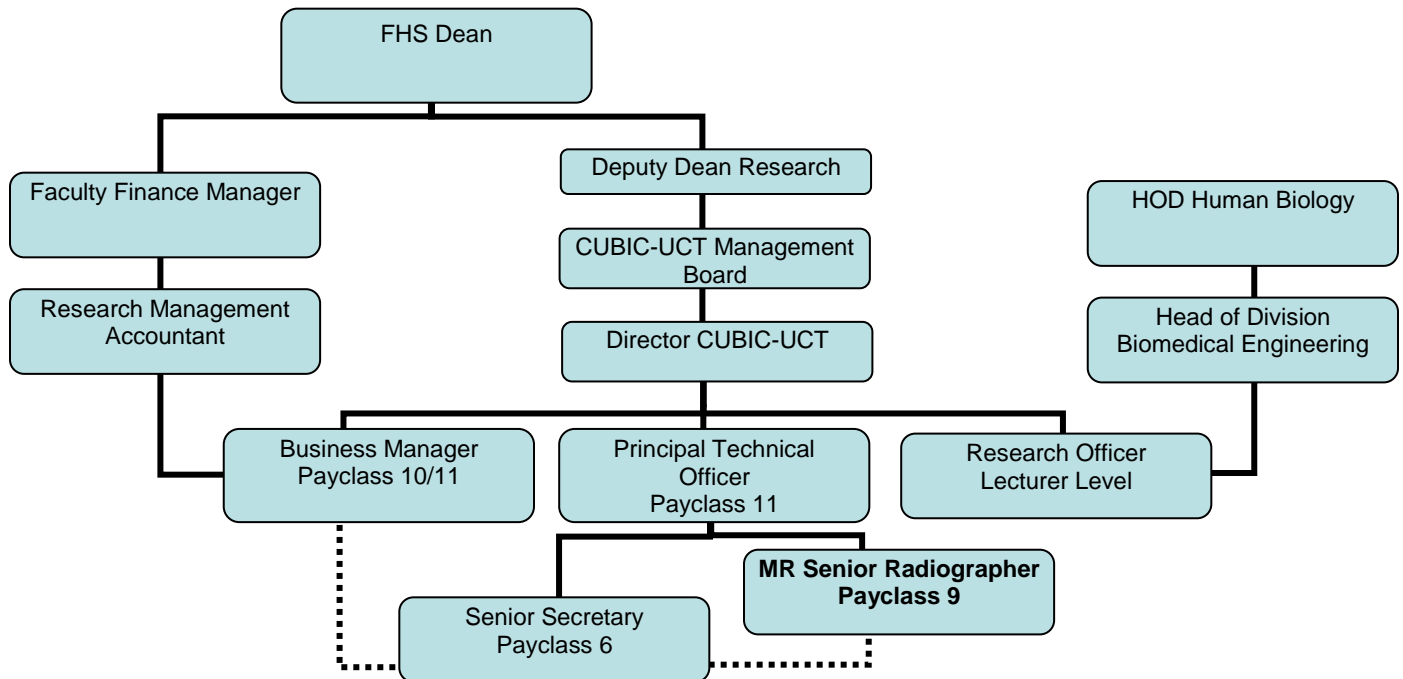 FHS Dean
Deputy Dean Research
Faculty Finance Manager
HOD Human Biology
CUBIC-UCT Management
Board
Research Management
Accountant
Head of Division
Biomedical Engineering
Director CUBIC-UCT
Business Manager
Payclass 10/11
Principal Technical
Officer
Payclass 11
Research Officer
Lecturer Level
MR Senior Radiographer
Payclass 9
Senior Secretary
Payclass 6